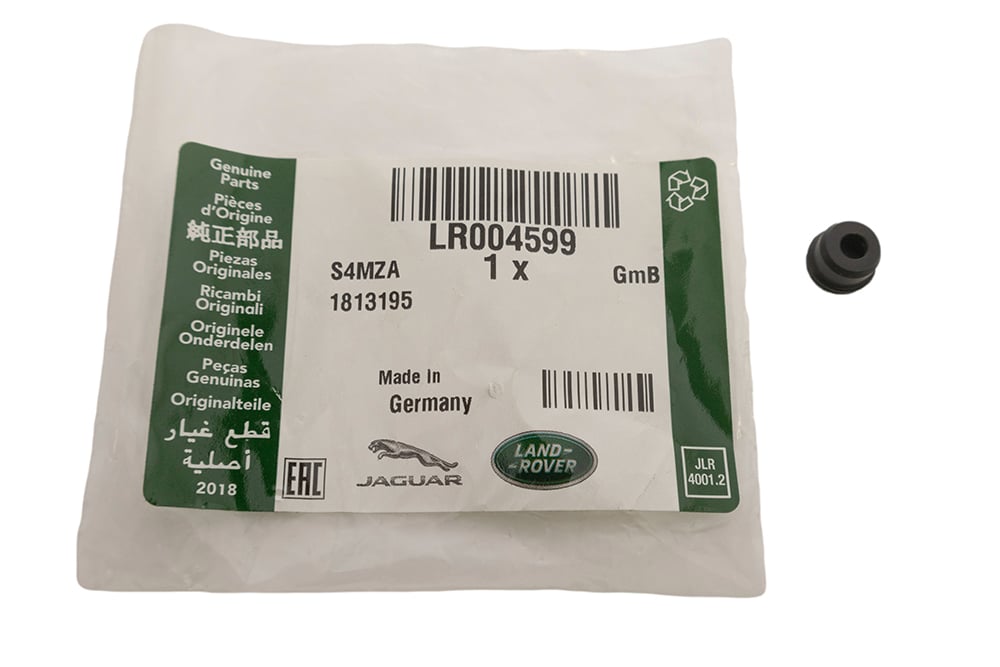 Genuine
Parts
Pièces
d'Origine
純正部品
Piezas
Originales
Ricambi
Originali
Originele
Onderdelen
Peças
Genuinas
Originalteile
قطع غيار
أصلية
2018
LR004599
1 x
S4MZA
GmB
1813195
Made in
Germany
EAC
JAGUAR
LAND-
-ROVER
JLR
4001.2